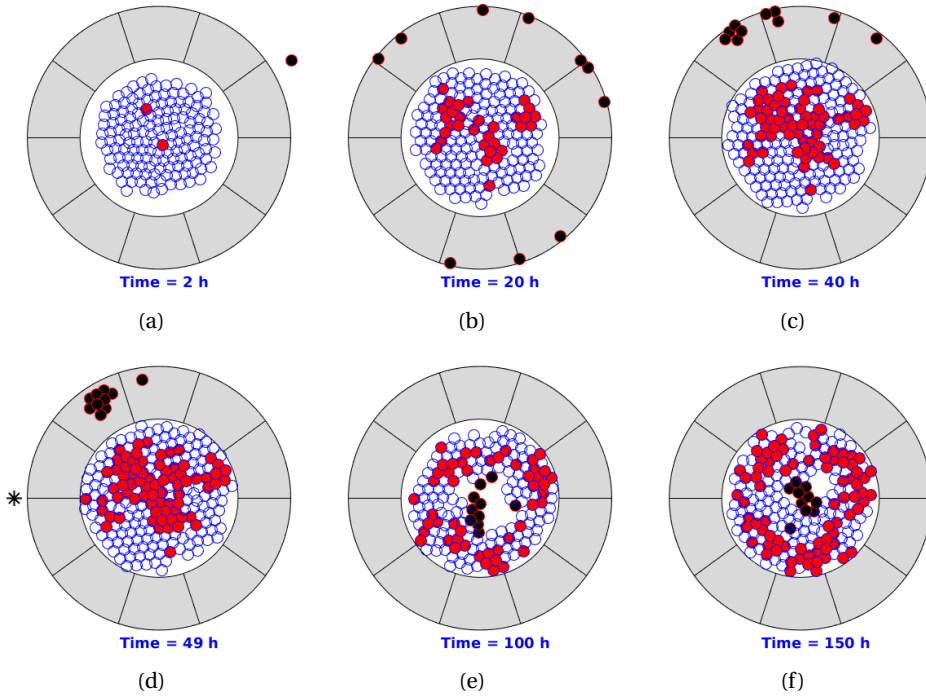 Time = 2 h
Time = 20 h
Time = 40 h
(a)
(b)
(c)
Time = 49 h
Time = 100 h
Time = 150 h
(d)
(e)
(f)